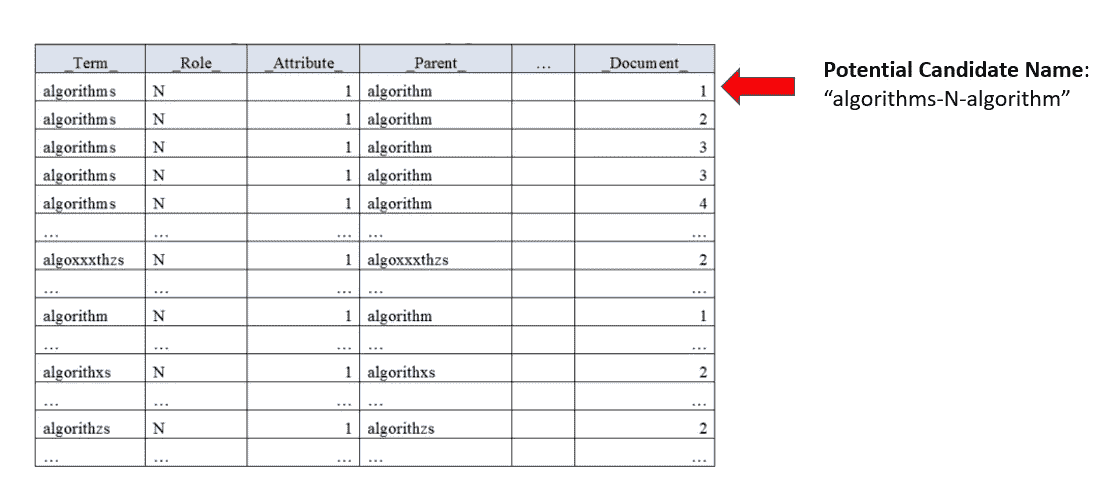 _Term_ _Role_ _Attribute_ _Parent_ ... _Document_
algorithms N 1 algorithm 1
algorithms N 1 algorithm 2
algorithms N 1 algorithm 3
algorithms N 1 algorithm 3
algorithms N 1 algorithm 4
... ... ... ... ...
algoxxxthzs N 1 algoxxxthzs 2
... ... ... ... ...
algorithm N 1 algorithm 1
... ... ... ... ...
algorithxs N 1 algorithxs 2
... ... ... ... ...
algorithzs N 1 algorithzs 2
... ... ... ... ...
Potential Candidate Name:
“algorithms-N-algorithm”